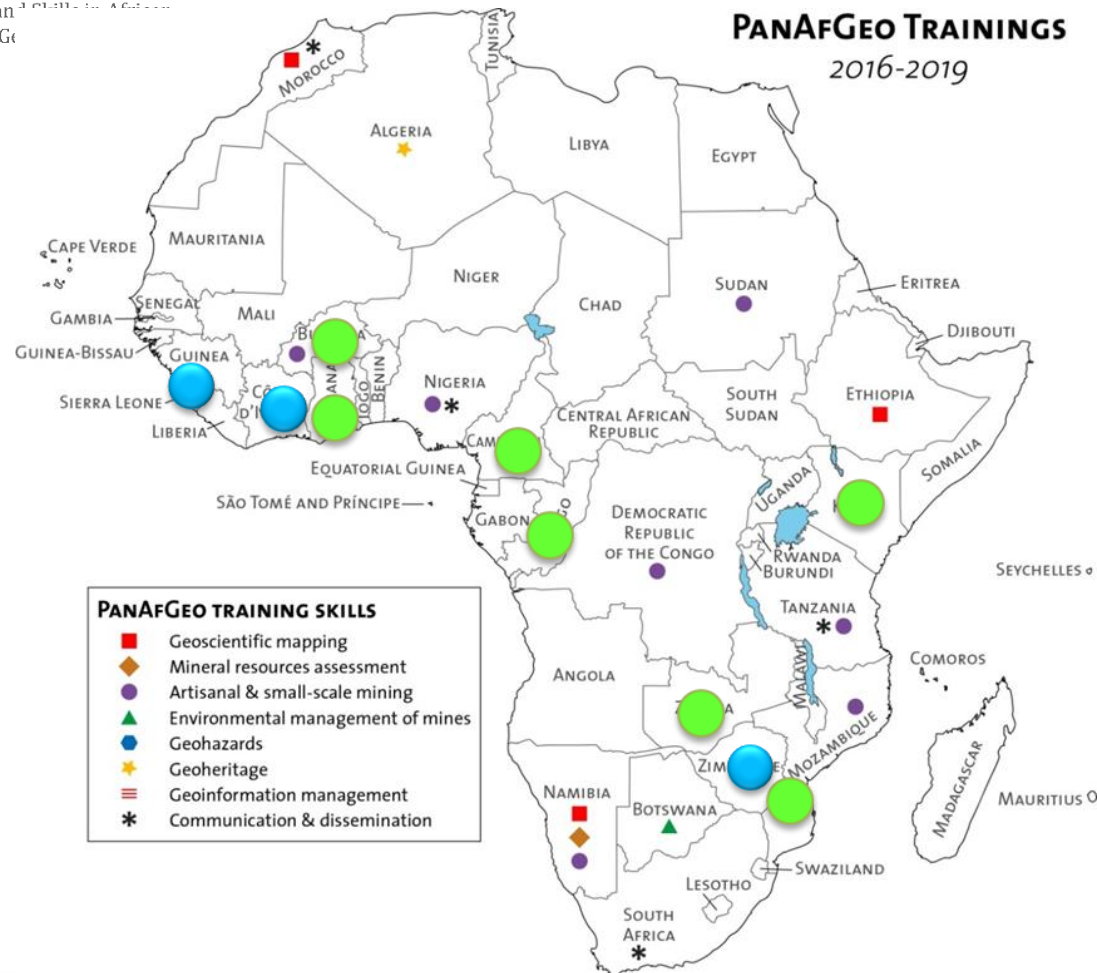 PanAfGeo Trainings
2016-2019
Morocco
Tunisia
Algeria
Libya
Egypt
Cape Verde
Mauritania
Niger
Chad
Sudan
Eritrea
Senegal
Mali
Gambia
Djibouti
Guinea-Bissau
Guinea
Benin
Nigeria
Ethiopia
Sierra Leone
Togo
South
Sudan
Central African
Republic
Liberia
Somalia
Equatorial Guinea
Uganda
São Tomé and Príncipe
Gabon
Democratic
Republic
of the Congo
Rwanda
Burundi
Seychelles
Tanzania
Comoros
Angola
Malawi
Mozambique
Madagascar
Mauritius
Namibia
Botswana
Swaziland
Lesotho
South
Africa
PanAfGeo training skills
Geoscientific mapping
Mineral resources assessment
Artisanal & small-scale mining
Environmental management of mines
Geohazards
Geoheritage
Geoinformation management
Communication & dissemination